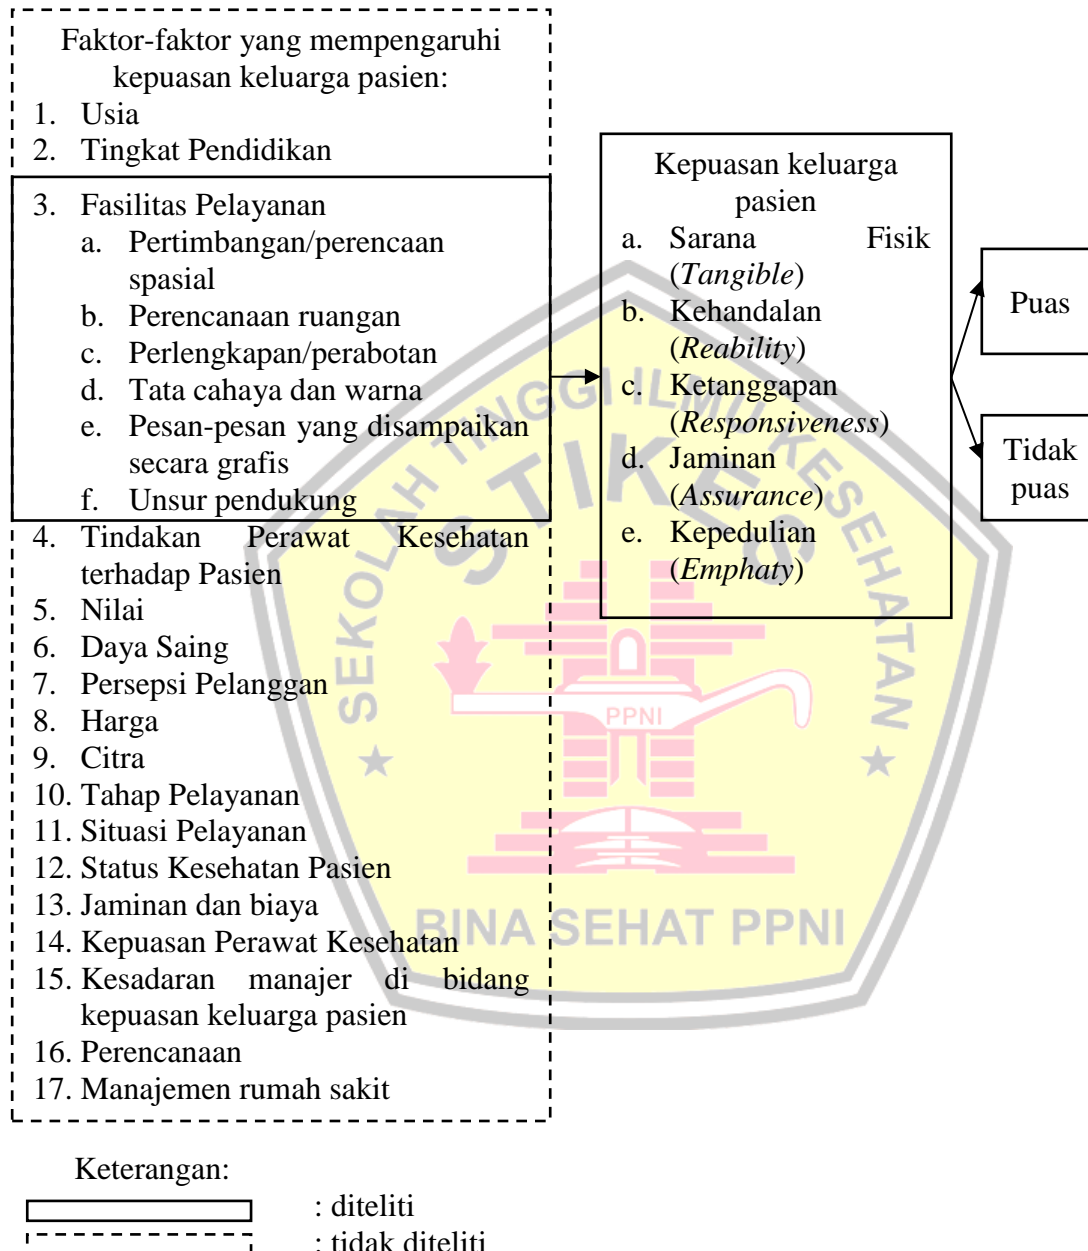 Faktor-faktor yang mempengaruhi
kepuasan keluarga pasien:
1. Usia
2. Tingkat Pendidikan
3. Fasilitas Pelayanan
a. Pertimbangan/perencaan
spasial
b. Perencanaan ruangan
c. Perlengkapan/perabotan
d. Tata cahaya dan warna
e. Pesan-pesan yang disampaikan
secara grafis
f. Unsur pendukung
4. Tindakan Perawat Kesehatan
terhadap Pasien
5. Nilai
6. Daya Saing
7. Persepsi Pelanggan
8. Harga
9. Citra
10. Tahap Pelayanan
11. Situasi Pelayanan
12. Status Kesehatan Pasien
13. Jaminan dan biaya
14. Kepuasan Perawat Kesehatan
15. Kesadaran manajer di bidang
kepuasan keluarga pasien
16. Perencanaan
17. Manajemen rumah sakit
Kepuasan keluarga
pasien
a. Sarana Fisik
(Tangible)
b. Kehandalan
(Reability)
c. Ketanggapan
(Responsiveness)
d. Jaminan
(Assurance)
e. Kepedulian
(Emphaty)
Puas
Tidak
puas
SEKOLAH TINGGI ILMU KESEHATAN
STIKES
PPNI
BINA SEHAT PPNI
Keterangan:
: diteliti
: tidak diteliti